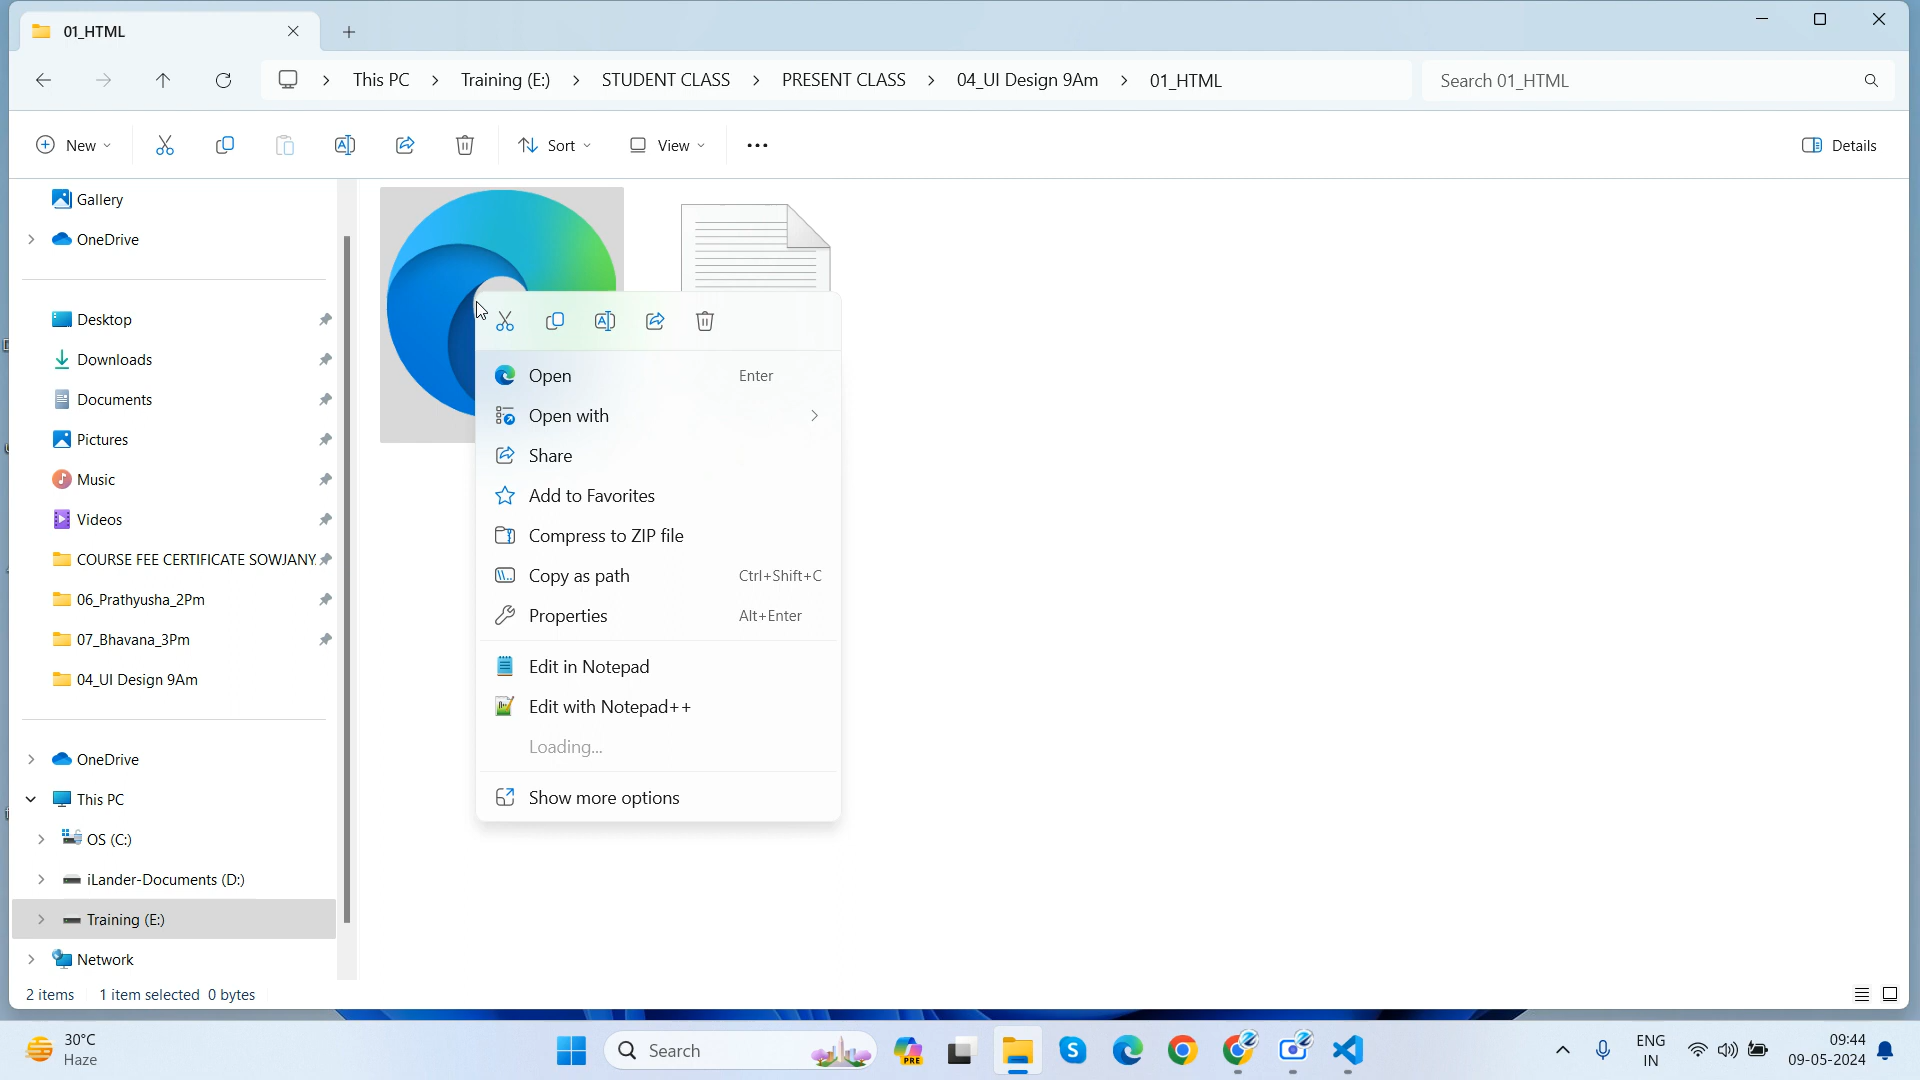 01_HTML
This PC
Training (E:)
STUDENT CLASS
PRESENT CLASS
04_UI Design 9Am
01_HTML
Search 01_HTML
New
Sort
View
Details
Gallery
OneDrive
Desktop
Downloads
Documents
Pictures
Music
Videos
COURSE FEE CERTIFICATE SOWJANY
06_Prathyusha_2Pm
07_Bhavana_3Pm
04_UI Design 9Am
OneDrive
This PC
OS (C:)
iLander-Documents (D:)
Training (E:)
Network
Open Enter
Open with
Share
Add to Favorites
Compress to ZIP file
Copy as path Ctrl+Shift+C
Properties Alt+Enter
Edit in Notepad
Edit with Notepad++
Loading...
Show more options
2 items 1 item selected 0 bytes
30°C
Haze
Search
PRE
ENG
IN
09:44
09-05-2024